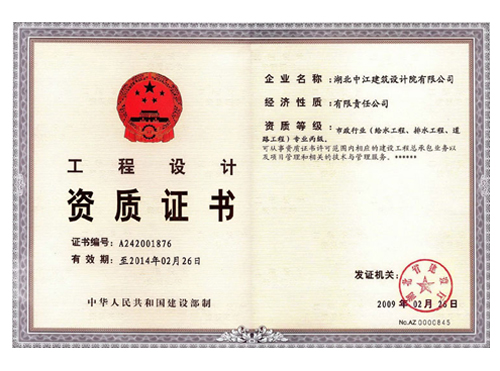 工程设计
资质证书
证书编号：A242001876
有效期：至2014年02月26日
中华人民共和国建设部制
企业名称：湖北中江建筑设计院有限公司
经济性质：有限责任公司
资质等级：市政行业（给水工程、排水工程、道
路工程）专业丙级。
可从事资质证书许可范围内相应的建设工程总承包业务以
及项目管理和相关的技术与管理服务。******
发证机关：
湖北省建设厅
2009年02月26日
No.AZ 0000845